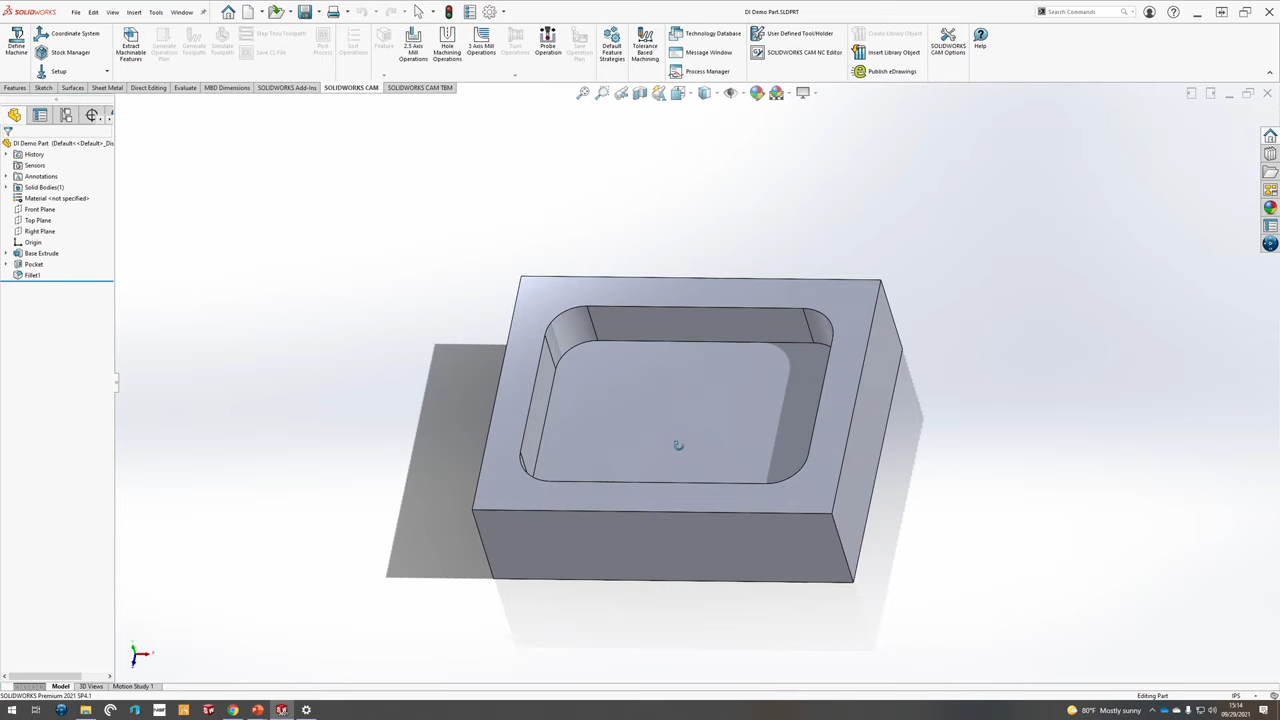 SOLIDWORKS
File Edit View Insert Tools Window
DI Demo Part.SLDPRT
Search Commands
Define Machine
Coordinate System
Stock Manager
Setup
Extract Machinable Features
Generate Operation Plan
Generate Toolpath
Simulate Toolpath
Step Thru Toolpath
Save CL File
Post Process
Sort Operations
Feature
2.5 Axis Mill Operations
Hole Machining Operations
3 Axis Mill Operations
Turn Operations
Probe Operation
Save Operation Plan
Default Feature Strategies
Tolerance Based Machining
Technology Database
Message Window
Process Manager
User Defined Tool/Holder
SOLIDWORKS CAM NC Editor
Create Library Object
Insert Library Object
Publish eDrawings
SOLIDWORKS CAM Options
Help
Features Sketch Surfaces Sheet Metal Direct Editing Evaluate MBD Dimensions SOLIDWORKS Add-Ins SOLIDWORKS CAM SOLIDWORKS CAM TBM
DI Demo Part (Default<<Default>_Dis
History
Sensors
Annotations
Solid Bodies(1)
Material <not specified>
Front Plane
Top Plane
Right Plane
Origin
Base Extrude
Pocket
Fillet1
Model 3D Views Motion Study 1
SOLIDWORKS Premium 2021 SP4.1
Editing Part
IPS
80°F Mostly sunny
15:14
09/29/2021